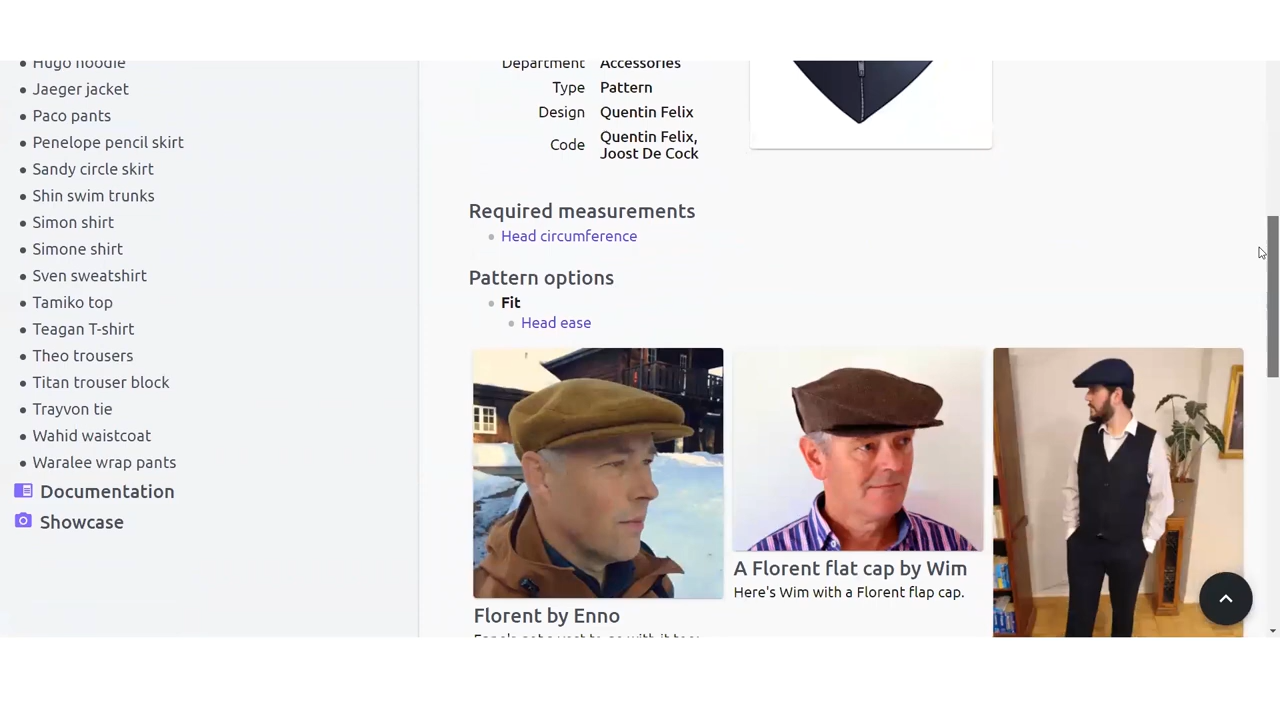 Hugo hoodie
Jaeger jacket
Paco pants
Penelope pencil skirt
Sandy circle skirt
Shin swim trunks
Simon shirt
Simone shirt
Sven sweatshirt
Tamiko top
Teagan T-shirt
Theo trousers
Titan trouser block
Trayvon tie
Wahid waistcoat
Waralee wrap pants
Documentation
Showcase
Department Accessories
Type Pattern
Design Quentin Felix
Code Quentin Felix,
Joost De Cock
Required measurements
Head circumference
Pattern options
Fit
Head ease
Florent by Enno
A Florent flat cap by Wim
Here's Wim with a Florent flap cap.